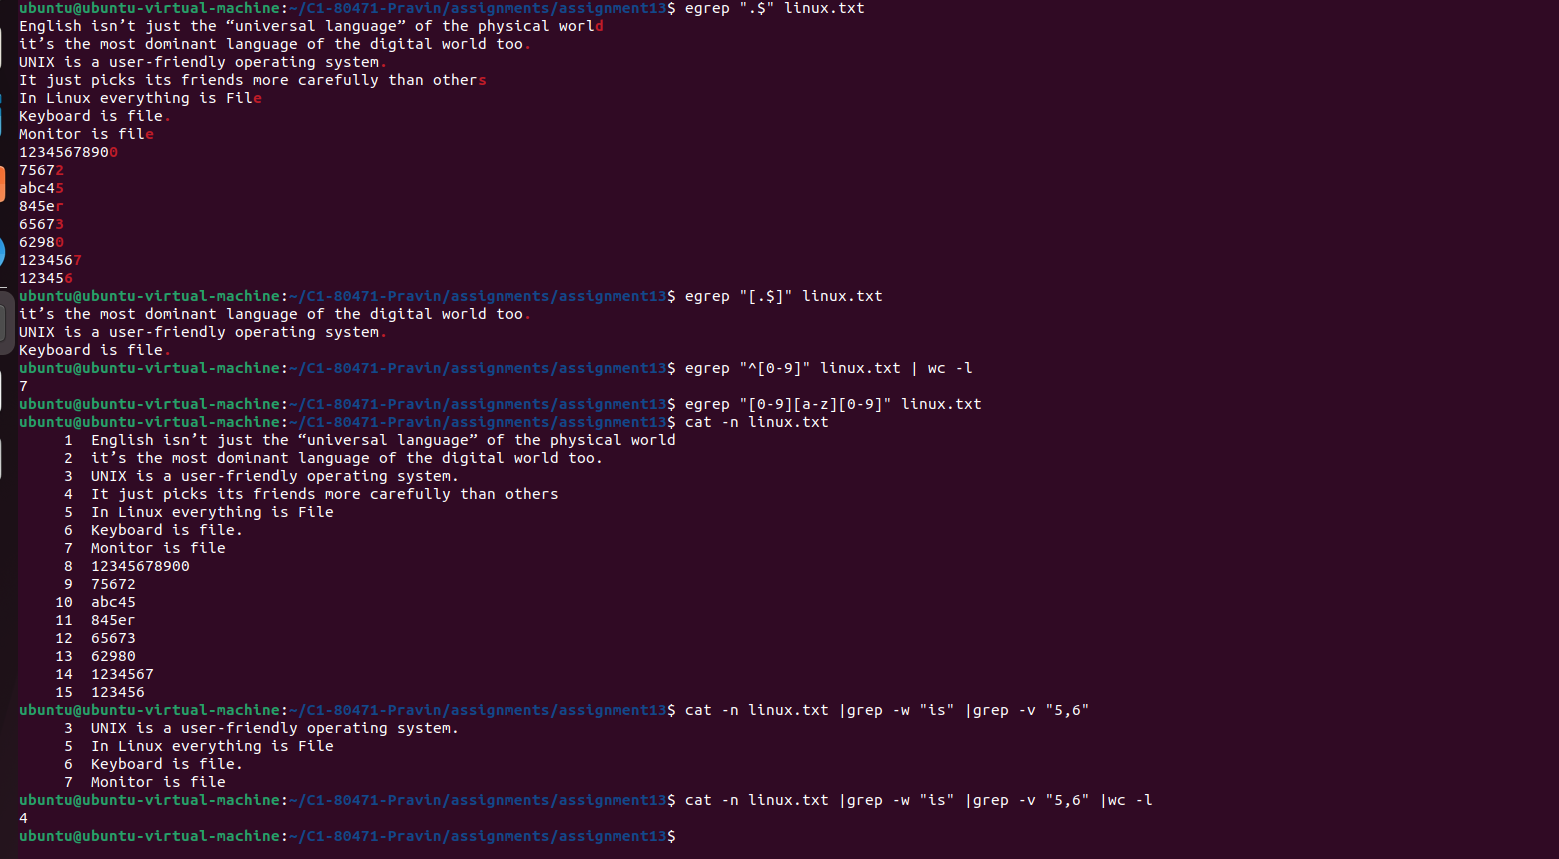 ubuntu@ubuntu-virtual-machine:~/C1-80471-Pravin/assignments/assignment13$ egrep ".$" linux.txt
English isn’t just the “universal language” of the physical world
it’s the most dominant language of the digital world too.
UNIX is a user-friendly operating system.
It just picks its friends more carefully than others
In Linux everything is File
Keyboard is file.
Monitor is file
12345678900
75672
abc45
845er
65673
62980
1234567
123456
ubuntu@ubuntu-virtual-machine:~/C1-80471-Pravin/assignments/assignment13$ egrep "[.$]" linux.txt
it’s the most dominant language of the digital world too.
UNIX is a user-friendly operating system.
Keyboard is file.
ubuntu@ubuntu-virtual-machine:~/C1-80471-Pravin/assignments/assignment13$ egrep "^[0-9]" linux.txt | wc -l
7
ubuntu@ubuntu-virtual-machine:~/C1-80471-Pravin/assignments/assignment13$ egrep "[0-9][a-z][0-9]" linux.txt
ubuntu@ubuntu-virtual-machine:~/C1-80471-Pravin/assignments/assignment13$ cat -n linux.txt
     1  English isn’t just the “universal language” of the physical world
     2  it’s the most dominant language of the digital world too.
     3  UNIX is a user-friendly operating system.
     4  It just picks its friends more carefully than others
     5  In Linux everything is File
     6  Keyboard is file.
     7  Monitor is file
     8  12345678900
     9  75672
    10  abc45
    11  845er
    12  65673
    13  62980
    14  1234567
    15  123456
ubuntu@ubuntu-virtual-machine:~/C1-80471-Pravin/assignments/assignment13$ cat -n linux.txt |grep -w "is" |grep -v "5,6"
     3  UNIX is a user-friendly operating system.
     5  In Linux everything is File
     6  Keyboard is file.
     7  Monitor is file
ubuntu@ubuntu-virtual-machine:~/C1-80471-Pravin/assignments/assignment13$ cat -n linux.txt |grep -w "is" |grep -v "5,6" |wc -l
4
ubuntu@ubuntu-virtual-machine:~/C1-80471-Pravin/assignments/assignment13$